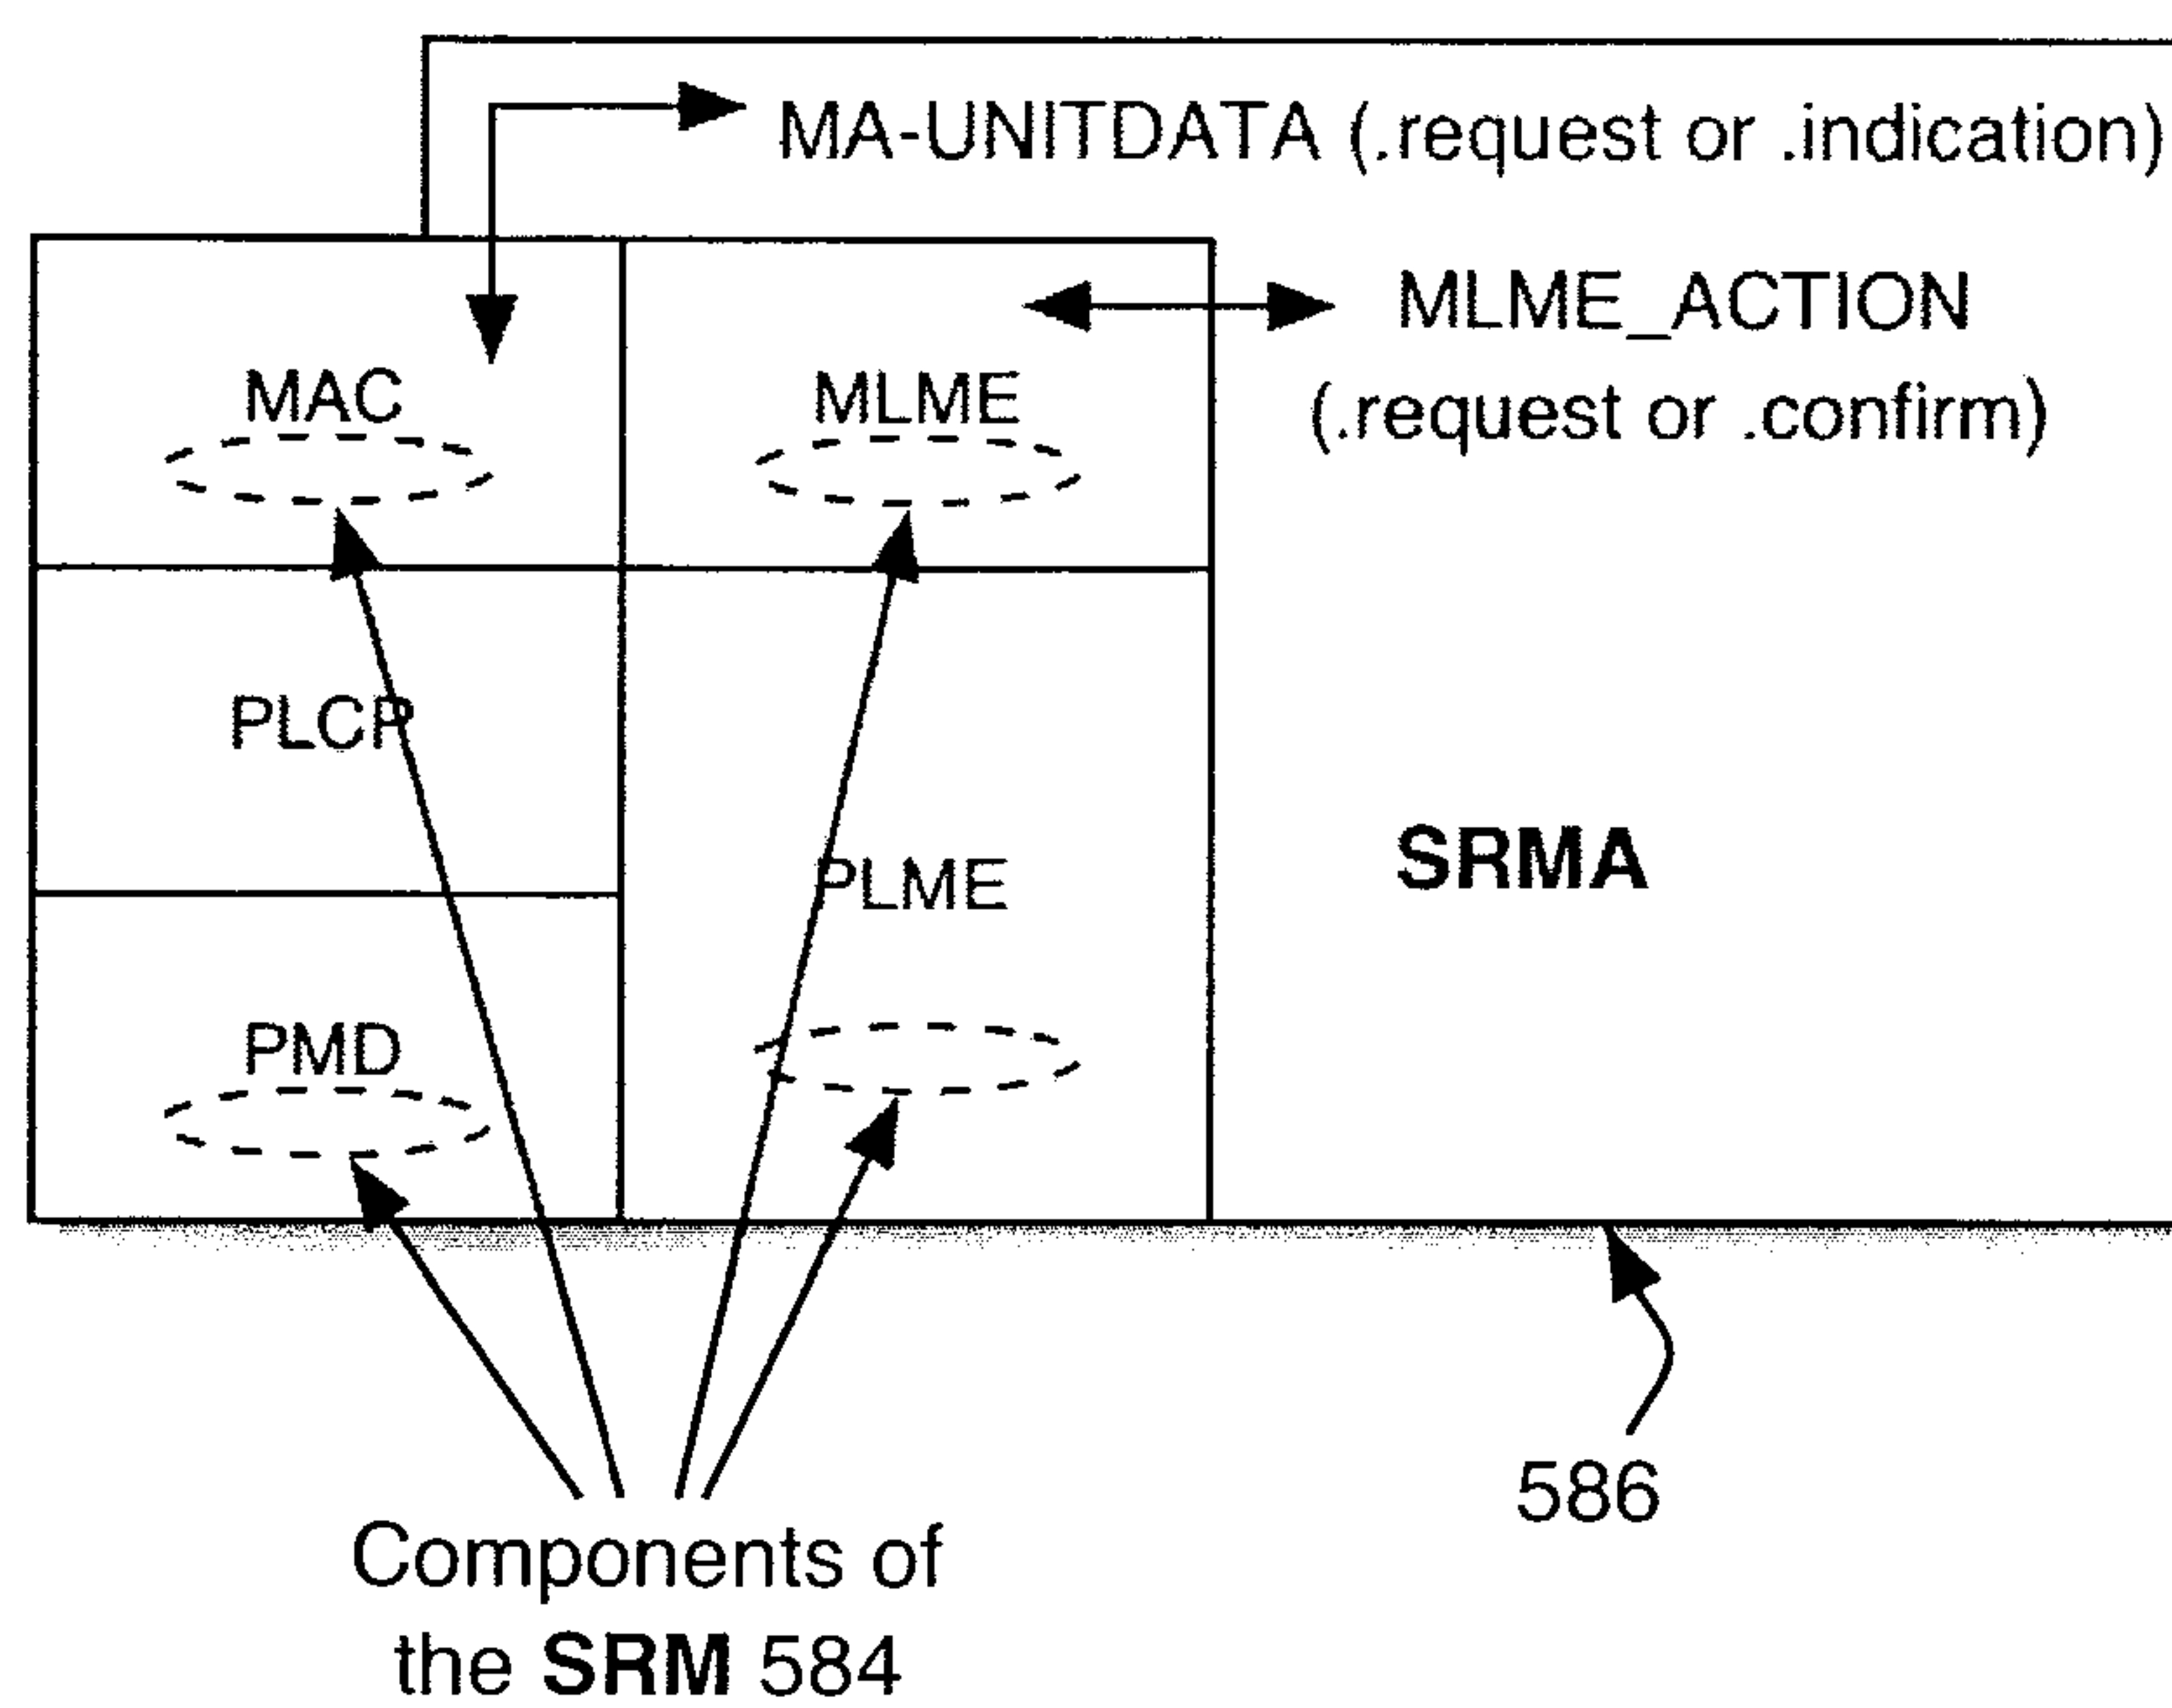 MA-UNITDATA (.request or .indication)
MLME_ACTION
(.request or .confirm)
MAC
MLME
PLCP
PLME
SRMA
PMD
586
Components of
the SRM 584